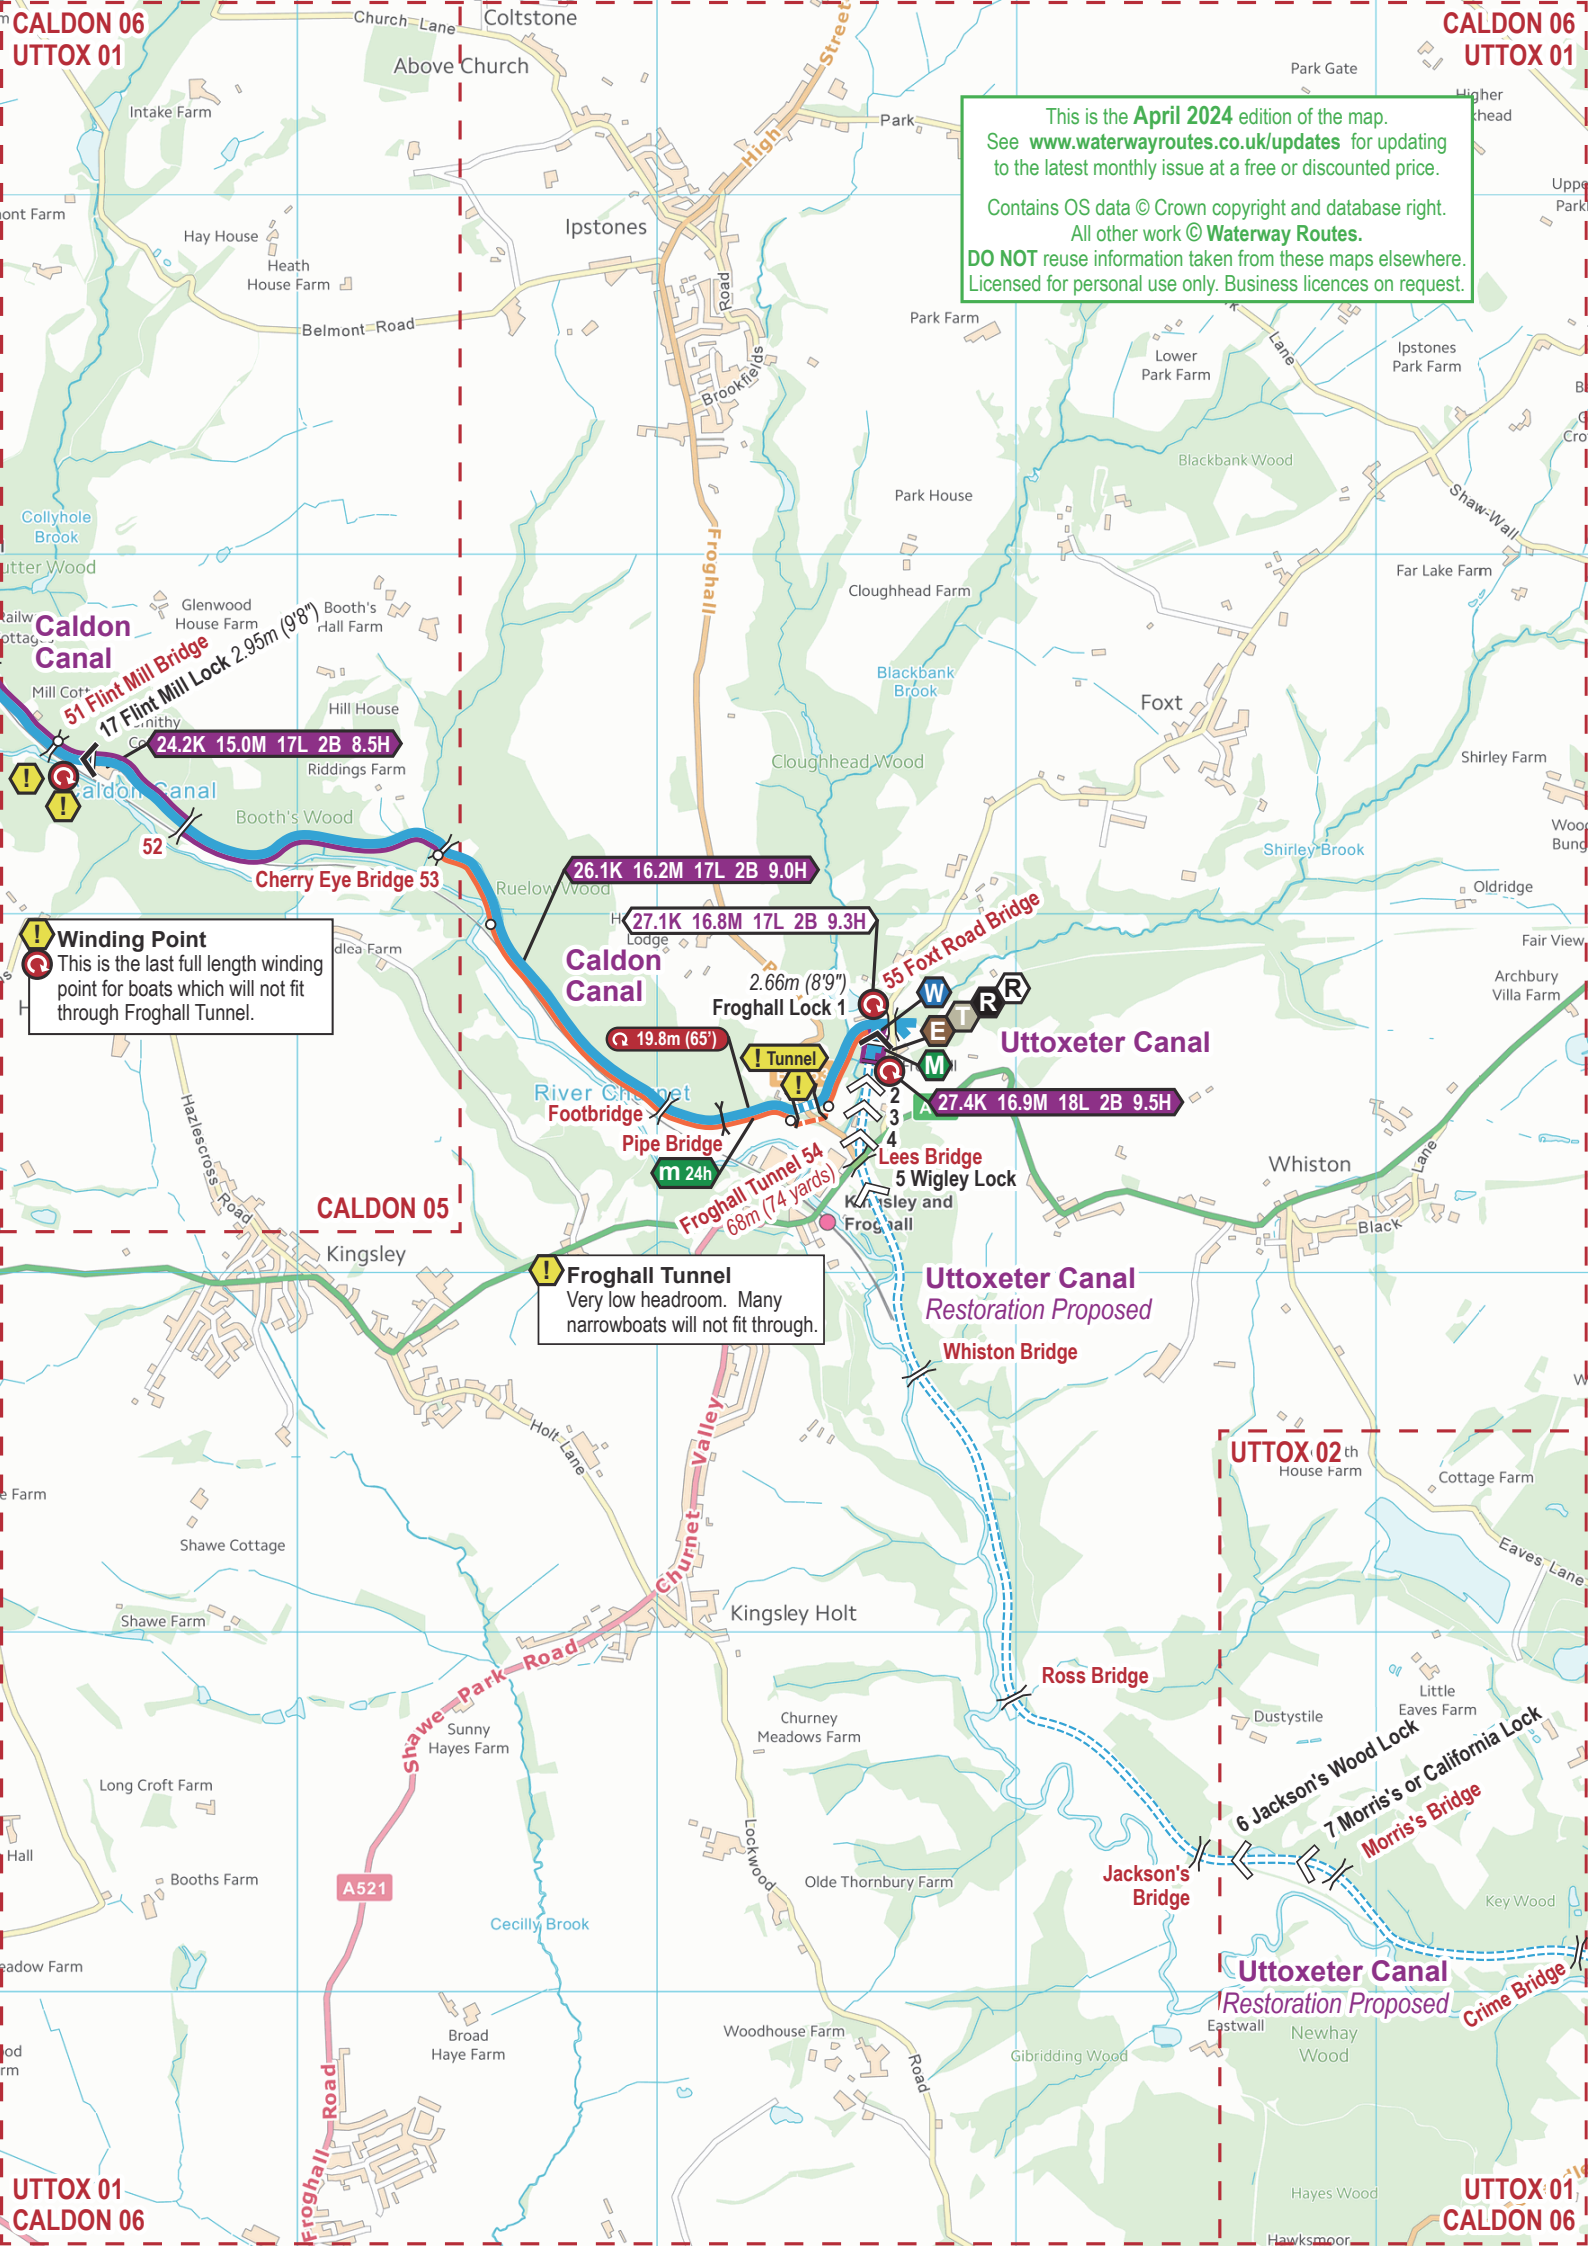 CALDON 06
UTTOX 01
Church Lane
Coltstone
Above Church
High
Street
CALDON 06
UTTOX 01
Park Gate
Higher
Intake Farm
Park
This is the April 2024 edition of the map.
See www.waterwayroutes.co.uk/updates for updating
to the latest monthly issue at a free or discounted price.
Contains OS data © Crown copyright and database right.
All other work © Waterway Routes.
DO NOT reuse information taken from these maps elsewhere.
Licensed for personal use only. Business licences on request.
Hay House
Heath
House Farm
Belmont Road
Ipstones
Road
Brookfields
Park Farm
Lane
Lower
Park Farm
Ipstones
Park Farm
Blackbank Wood
Shaw-Wall
Park House
Collyhole
Brook
Froghall
Cloughhead Farm
Far Lake Farm
Glenwood
House Farm
Booth's
Hall Farm
Caldon
Canal
51 Flint Mill Bridge
17 Flint Mill Lock 2.95m (9'8")
Hill House
Blackbank
Brook
Foxt
24.2K 15.0M 17L 2B 8.5H
Riddings Farm
Cloughhead Wood
Shirley Farm
Caldon Canal
Booth's Wood
52
Cherry Eye Bridge 53
Shirley Brook
26.1K 16.2M 17L 2B 9.0H
Ruelow Wood
Oldridge
27.1K 16.8M 17L 2B 9.3H
Lodge
55 Foxt Road Bridge
Fair View
! Winding Point
This is the last full length winding
point for boats which will not fit
through Froghall Tunnel.
Caldon
Canal
2.66m (8'9")
Froghall Lock 1
W
E
T
R
R
M
Archbury
Villa Farm
19.8m (65')
! Tunnel
!
Uttoxeter Canal
River Churnet
Footbridge
Pipe Bridge
m 24h
27.4K 16.9M 18L 2B 9.5H
2
3
4
Lees Bridge
5 Wigley Lock
Froghall Tunnel 54
68m (74 yards)
Kingsley and
Froghall
Whiston
Lane
Black
Hazlescross Road
CALDON 05
Kingsley
! Froghall Tunnel
Very low headroom. Many
narrowboats will not fit through.
Uttoxeter Canal
Restoration Proposed
Whiston Bridge
Holt Lane
Churnet Valley
UTTOX 02
House Farm
Cottage Farm
Eaves Lane
Shawe Cottage
Shawe Farm
Kingsley Holt
Shawe Park Road
Sunny
Hayes Farm
Ross Bridge
Churney
Meadows Farm
Dustystile
Little
Eaves Farm
Long Croft Farm
6 Jackson's Wood Lock
7 Morris's or California Lock
Morris's Bridge
Hall
Booths Farm
A521
Lockwood
Olde Thornbury Farm
Jackson's
Bridge
Key Wood
Cecilly Brook
Uttoxeter Canal
Restoration Proposed
Crime Bridge
Broad
Haye Farm
Woodhouse Farm
Road
Gibridding Wood
Eastwall
Newhay
Wood
Froghall Road
Hayes Wood
Hawksmoor
UTTOX 01
CALDON 06
UTTOX 01
CALDON 06